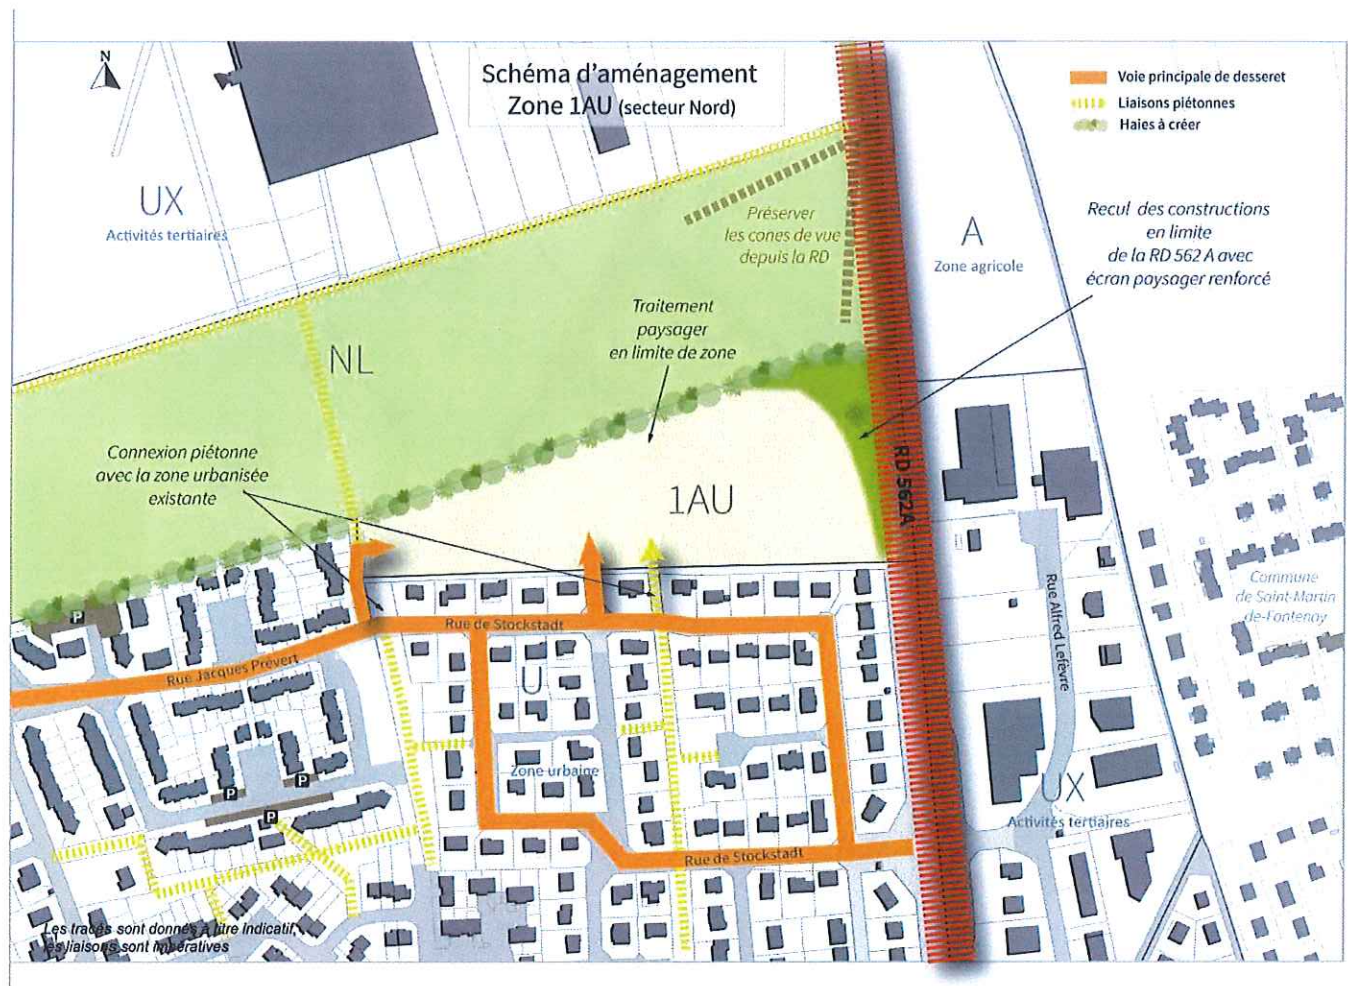 N
Schéma d'aménagement
Zone 1AU (secteur Nord)
Voie principale de desseret
Liaisons piétonnes
Haies à créer
UX
Activités tertiaires
Préserver
les cones de vue
depuis la RD
A
Zone agricole
Recul des constructions
en limite
de la RD 562 A avec
écran paysager renforcé
Traitement
paysager
en limite de zone
NL
Connexion piétonne
avec la zone urbanisée
existante
1AU
RD 562A
Commune
de Saint-Martin
de-Fontenay
Rue Alfred Lefèvre
P
Rue de Stockstadt
Rue Jacques Prévert
U
Zone urbaine
P
P
P
UX
Activités tertiaires
Rue de Stockstadt
Les tracés sont donnés à titre indicatif,
les liaisons sont impératives